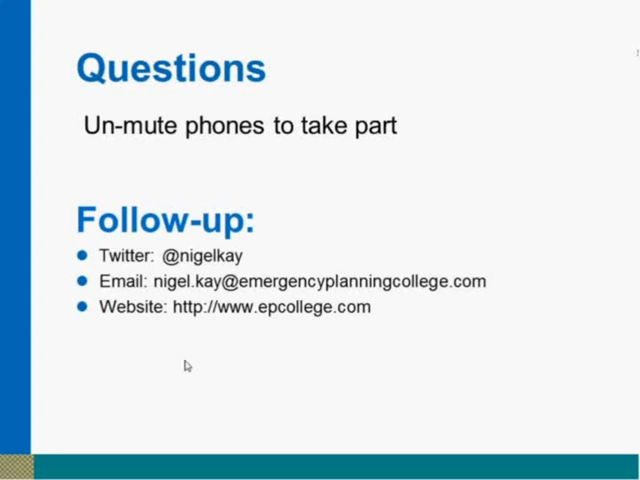 Questions
Un-mute phones to take part
Follow-up:
Twitter: @nigelkay
Email: nigel.kay@emergencyplanningcollege.com
Website: http://www.epcollege.com